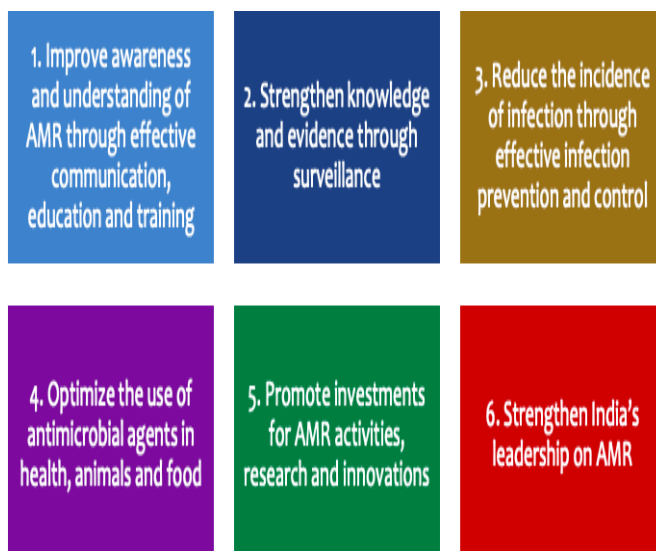 1. Improve awareness
and understanding of
AMR through effective
communication,
education and training
2. Strengthen knowledge
and evidence through
surveillance
3. Reduce the incidence
of infection through
effective infection
prevention and control
4. Optimize the use of
antimicrobial agents in
health, animals and food
5. Promote investments
for AMR activities,
research and innovations
6. Strengthen India’s
leadership on AMR